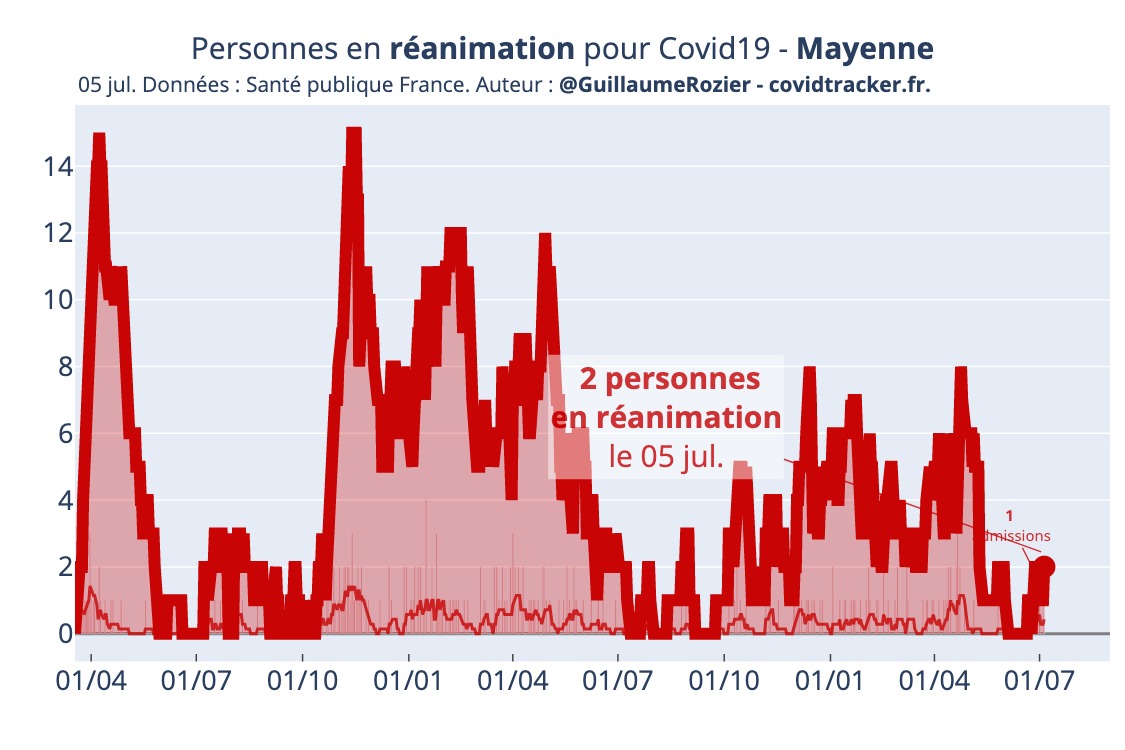 Personnes en réanimation pour Covid19 - Mayenne
05 jul. Données : Santé publique France. Auteur : @GuillaumeRozier - covidtracker.fr.
14
12
10
8
6
4
2
0
2 personnes
en réanimation
le 05 jul.
1
admissions
01/04 01/07 01/10 01/01 01/04 01/07 01/10 01/01 01/04 01/07